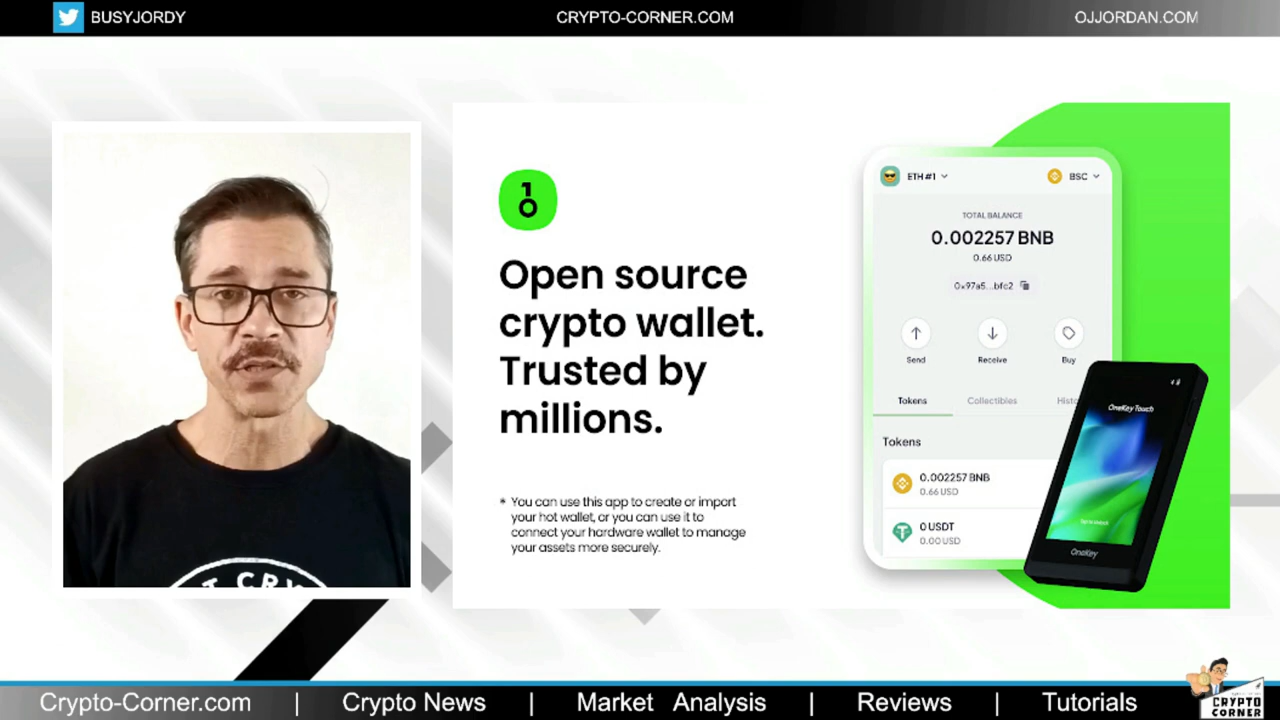 BUSYJORDY
CRYPTO-CORNER.COM
OJJORDAN.COM
Open source
crypto wallet.
Trusted by
millions.
* You can use this app to create or import
your hot wallet, or you can use it to
connect your hardware wallet to manage
your assets more securely.
ETH #1
BSC
TOTAL BALANCE
0.002257 BNB
0.66 USD
0x97a5...bfc2
Send
Receive
Buy
Tokens
Collectibles
Histo
Tokens
0.002257 BNB
0.66 USD
0 USDT
0.00 USD
OneKey Touch
OneKey
Crypto-Corner.com | Crypto News | Market Analysis | Reviews | Tutorials
CRYPTO
CORNER